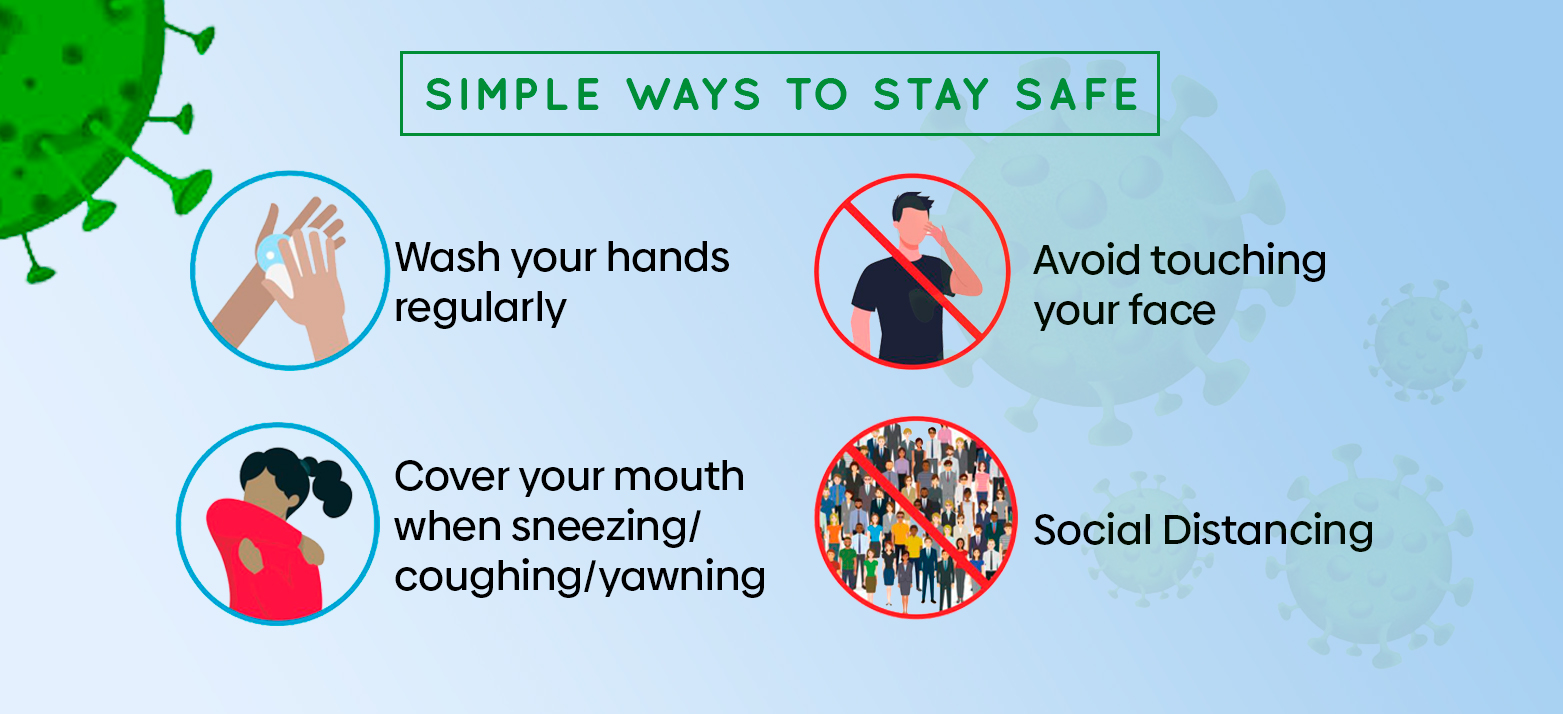 SIMPLE WAYS TO STAY SAFE
Wash your hands
regularly
Avoid touching
your face
Cover your mouth
when sneezing/
coughing/yawning
Social Distancing